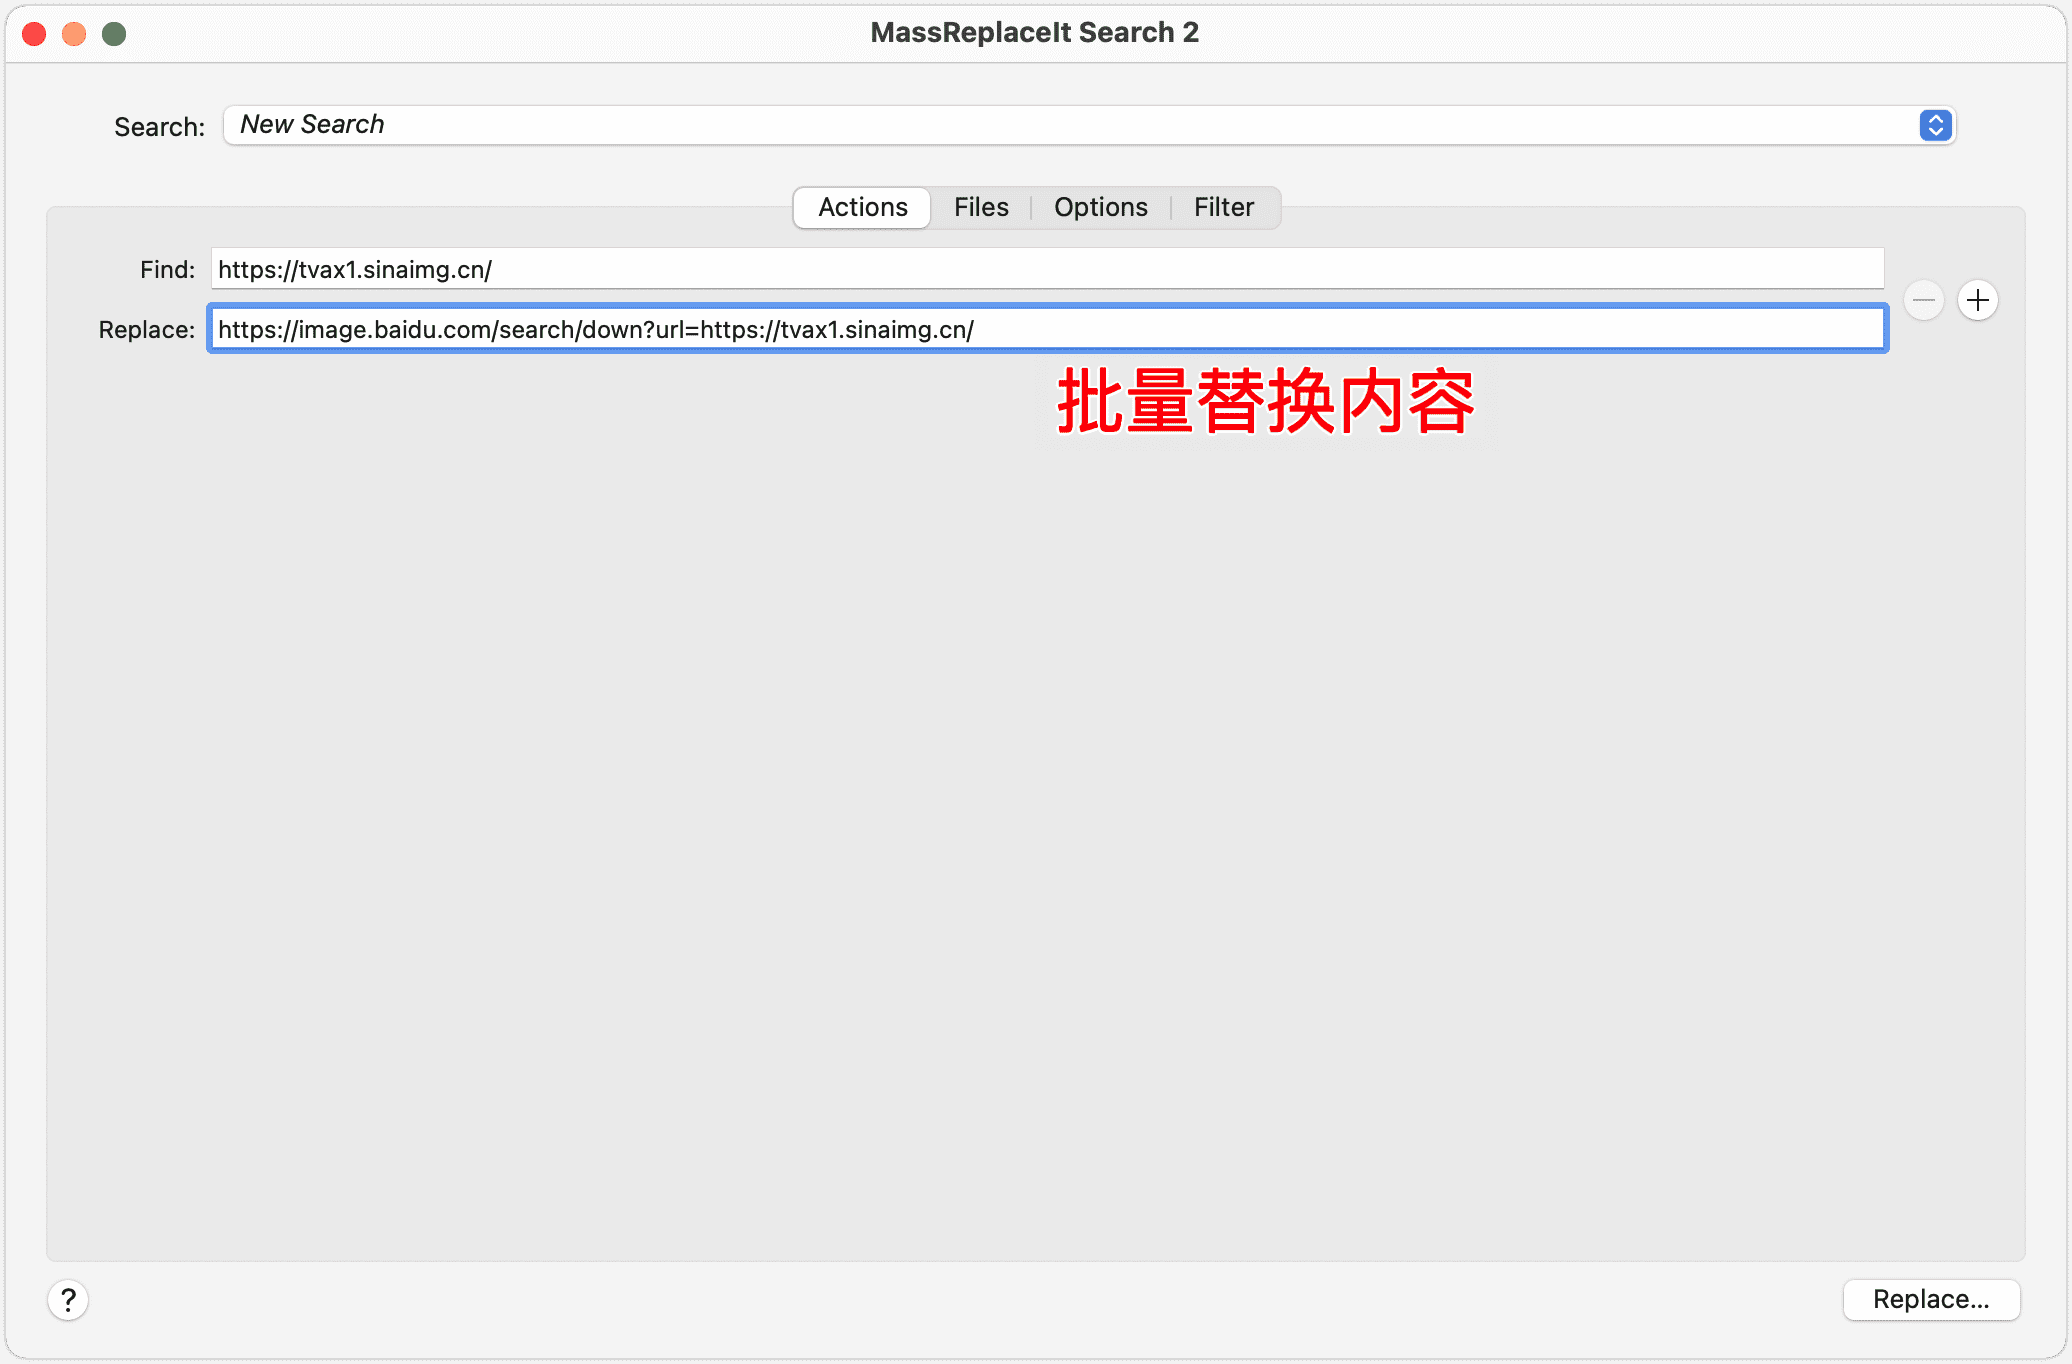 MassReplaceIt Search 2
Search: New Search
Actions Files Options Filter
Find: https://tvax1.sinaimg.cn/
Replace: https://image.baidu.com/search/down?url=https://tvax1.sinaimg.cn/
批量替换内容
? Replace...